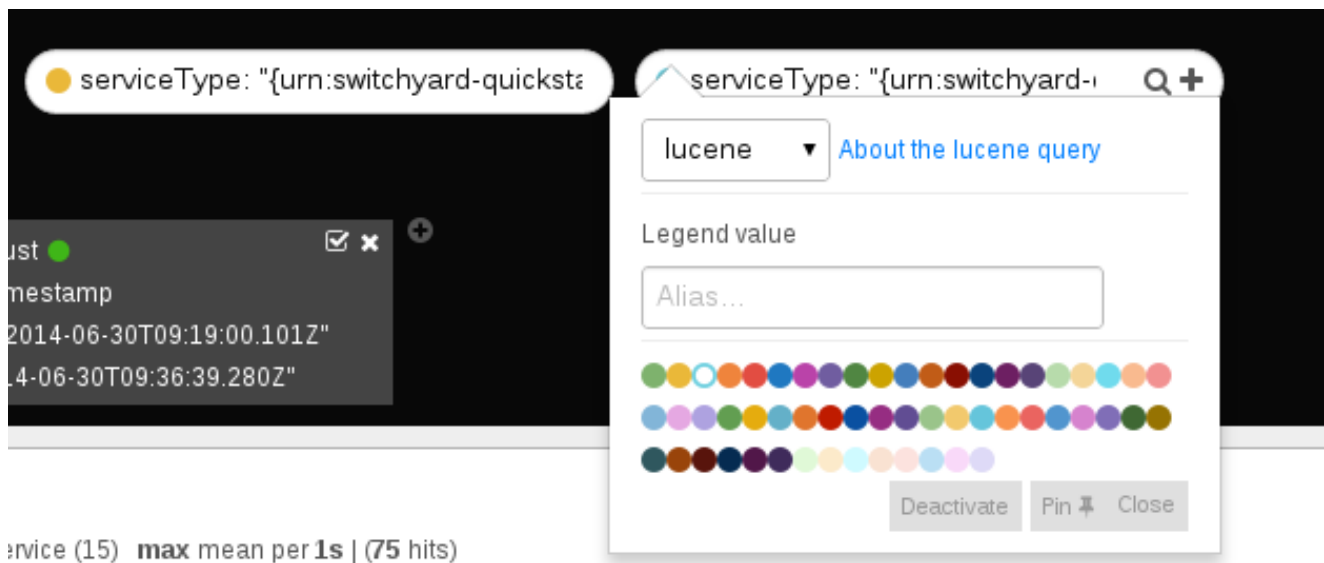 serviceType: "{urn:switchyard-quicksta
serviceType: "{urn:switchyard-
lucene
About the lucene query
Legend value
Alias...
ust
mestamp
2014-06-30T09:19:00.101Z"
14-06-30T09:36:39.280Z"
Deactivate
Pin
Close
ervice (15) max mean per 1s | (75 hits)